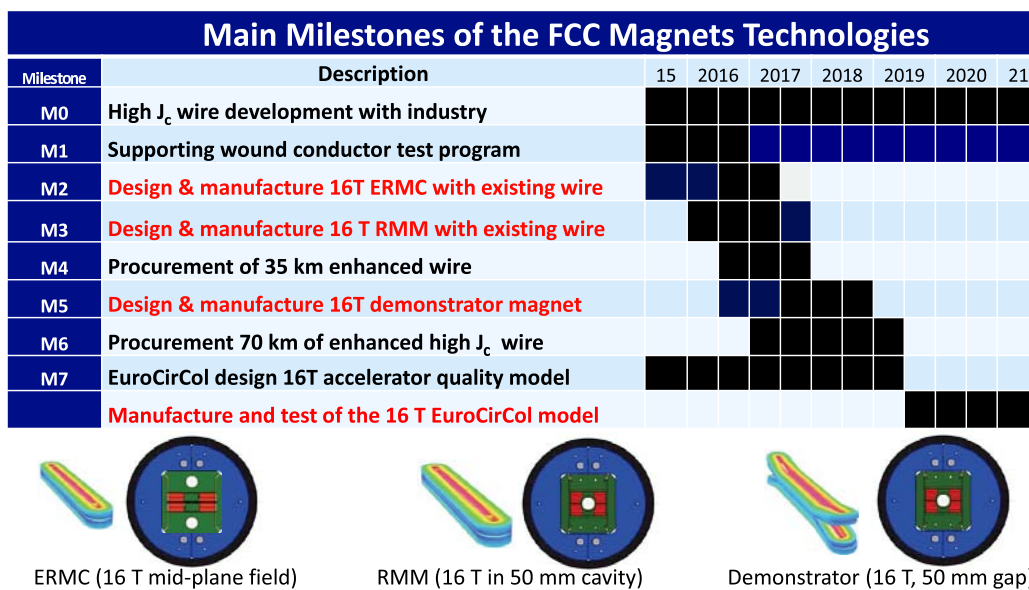 Main Milestones of the FCC Magnets Technologies
Milestone Description 15 2016 2017 2018 2019 2020 21
M0 High Jc wire development with industry
M1 Supporting wound conductor test program
M2 Design & manufacture 16T ERMC with existing wire
M3 Design & manufacture 16 T RMM with existing wire
M4 Procurement of 35 km enhanced wire
M5 Design & manufacture 16T demonstrator magnet
M6 Procurement 70 km of enhanced high Jc wire
M7 EuroCirCol design 16T accelerator quality model
Manufacture and test of the 16 T EuroCirCol model
ERMC (16 T mid-plane field) RMM (16 T in 50 mm cavity) Demonstrator (16 T, 50 mm gap)